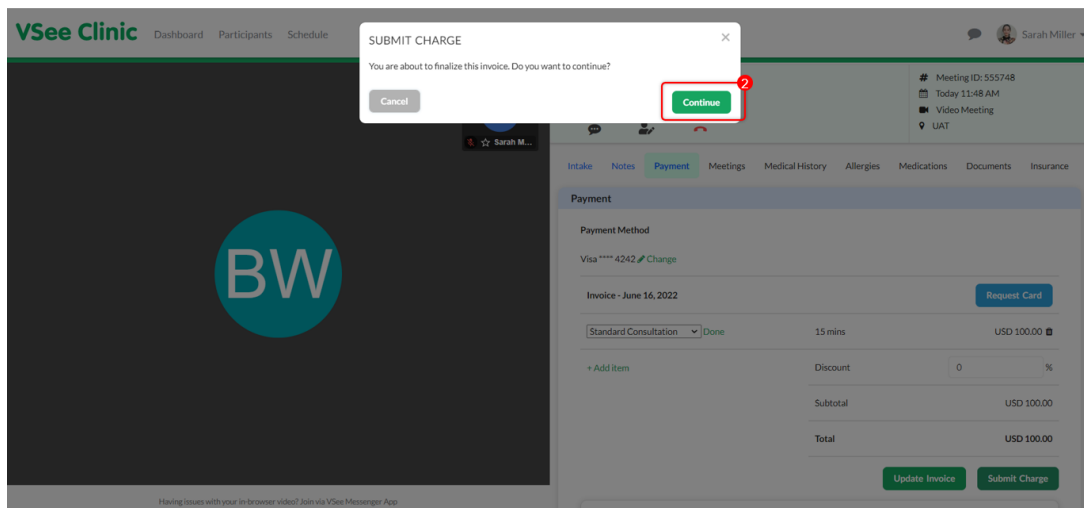 VSee Clinic
Dashboard Participants Schedule
Sarah Miller
SUBMIT CHARGE
×
You are about to finalize this invoice. Do you want to continue?
Cancel
Continue
2
# Meeting ID: 555748
Today 11:48 AM
Video Meeting
UAT
Sarah M...
Intake Notes Payment Meetings Medical History Allergies Medications Documents Insurance
BW
Payment
Payment Method
Visa **** 4242 Change
Invoice - June 16, 2022 Request Card
Standard Consultation Done 15 mins USD 100.00
+ Add item Discount 0 %
Subtotal USD 100.00
Total USD 100.00
Update Invoice Submit Charge
Having issues with your in-browser video? Join via VSee Messenger App